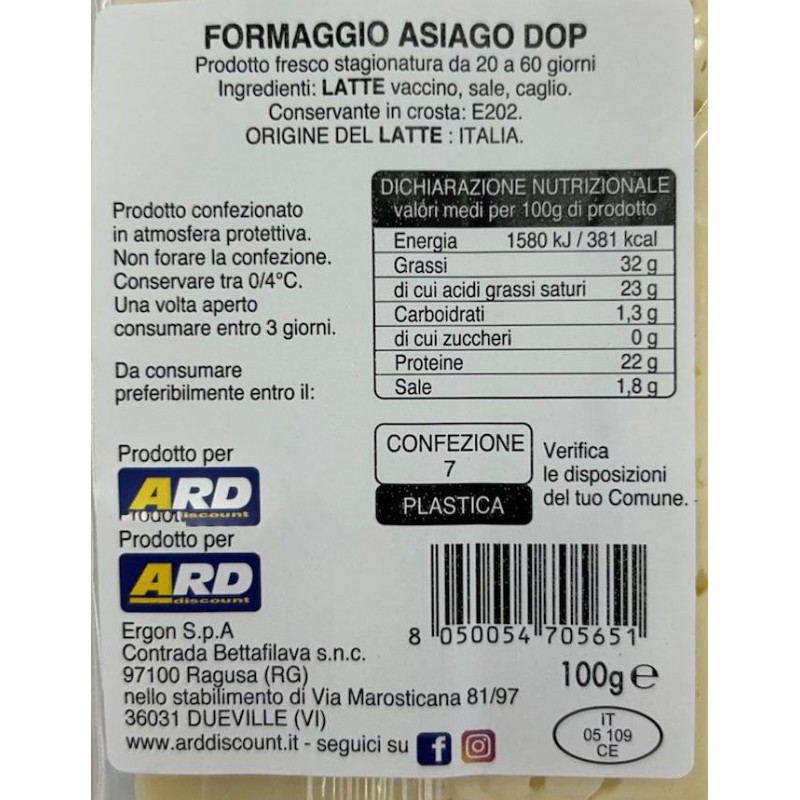 FORMAGGIO ASIAGO DOP
Prodotto fresco stagionatura da 20 a 60 giorni
Ingredienti: LATTE vaccino, sale, caglio.
Conservante in crosta: E202.
ORIGINE DEL LATTE : ITALIA.
Prodotto confezionato
in atmosfera protettiva.
Non forare la confezione.
Conservare tra 0/4°C.
Una volta aperto
consumare entro 3 giorni.
Da consumare
preferibilmente entro il:
DICHIARAZIONE NUTRIZIONALE
valori medi per 100g di prodotto
Energia 1580 kJ / 381 kcal
Grassi 32 g
di cui acidi grassi saturi 23 g
Carboidrati 1,3 g
di cui zuccheri 0 g
Proteine 22 g
Sale 1,8 g
CONFEZIONE
7
PLASTICA
Verifica
le disposizioni
del tuo Comune.
Prodotto per
ARD
discount
Prodotto per
ARD
discount
Ergon S.p.A
Contrada Bettafilava s.n.c.
97100 Ragusa (RG)
nello stabilimento di Via Marosticana 81/97
36031 DUEVILLE (VI)
www.arddiscount.it - seguici su f
8 050054 705651
100g e
IT
05 109
CE